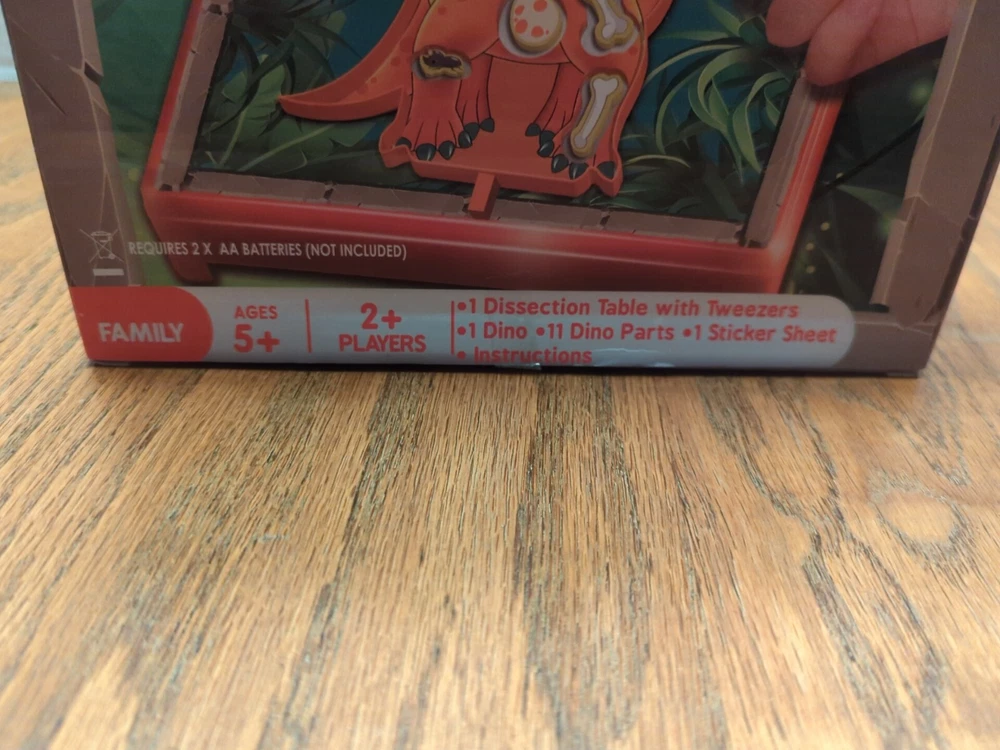 REQUIRES 2 X AA BATTERIES (NOT INCLUDED)
FAMILY
AGES
5+
2+
PLAYERS
•1 Dissection Table with Tweezers
•1 Dino •11 Dino Parts •1 Sticker Sheet
• Instructions